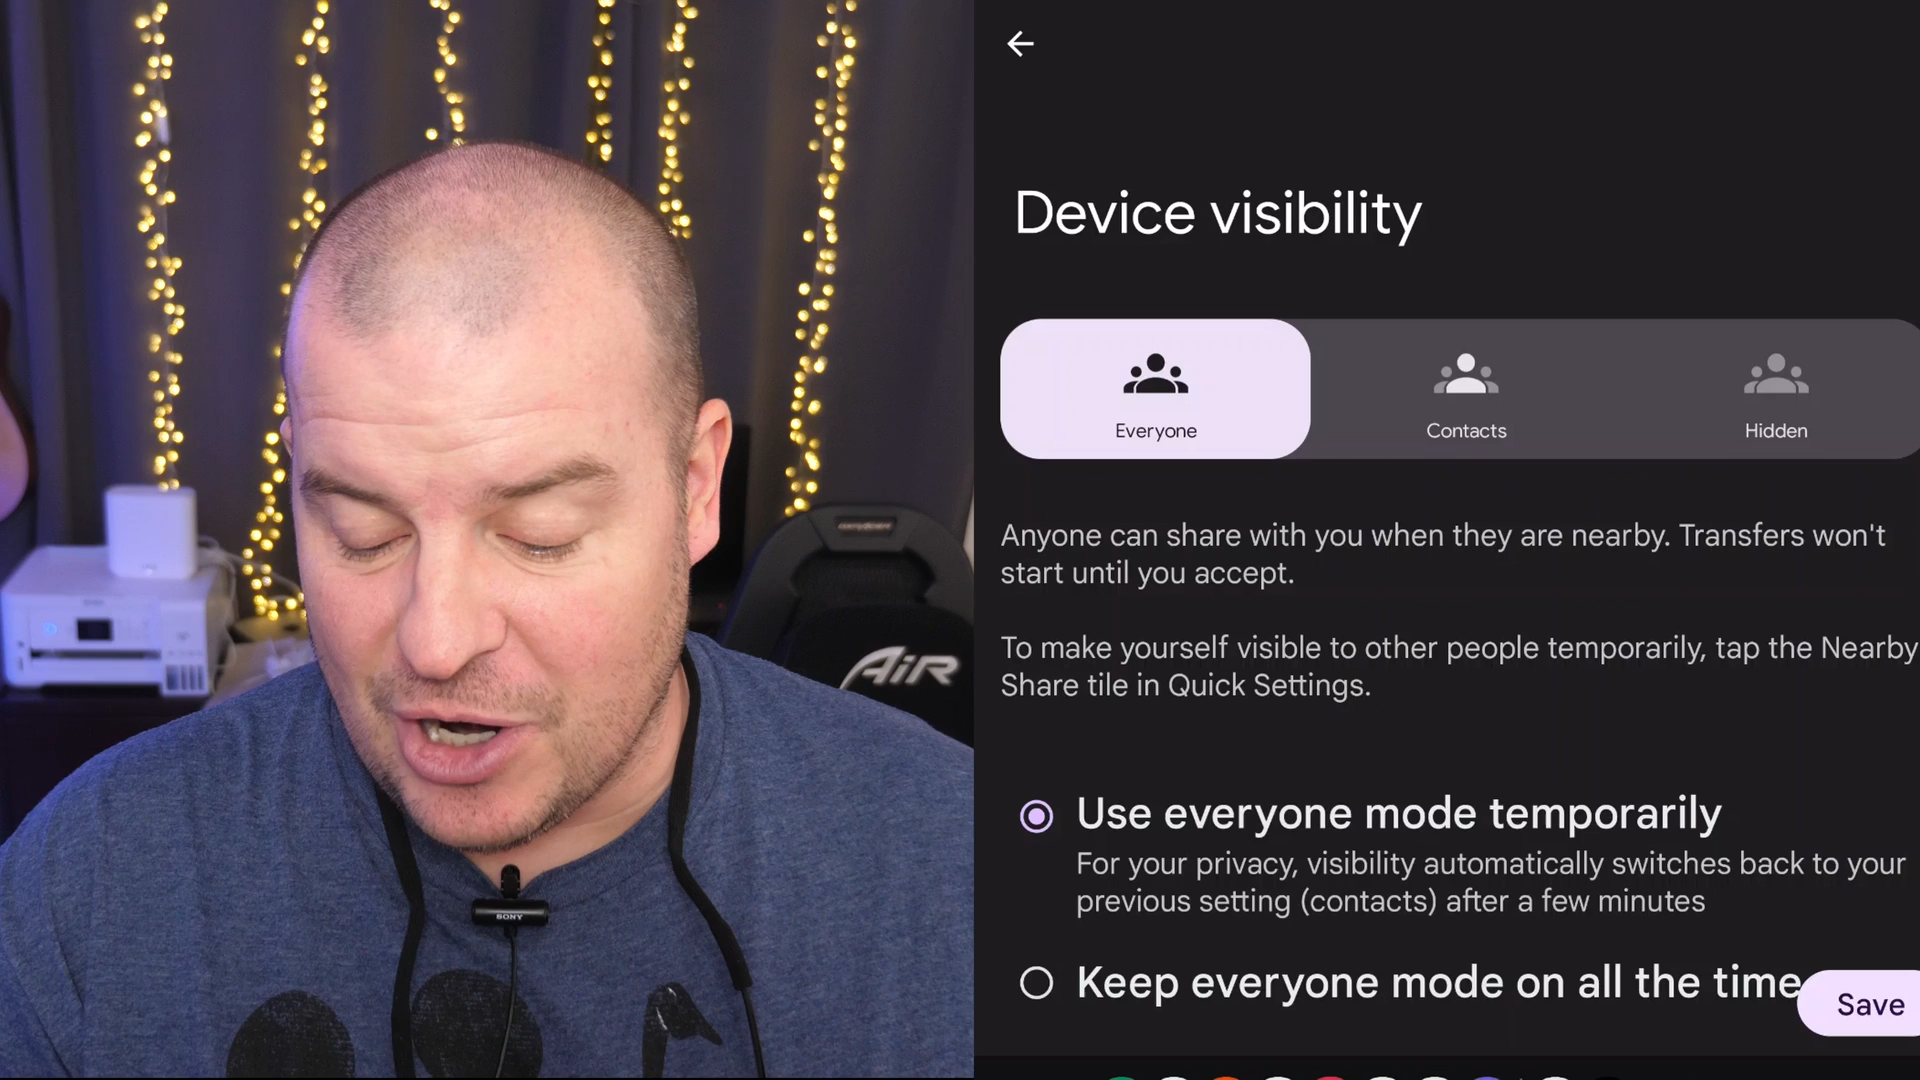 Device visibility
Everyone
Contacts
Hidden
Anyone can share with you when they are nearby. Transfers won't
start until you accept.
To make yourself visible to other people temporarily, tap the Nearby
Share tile in Quick Settings.
Use everyone mode temporarily
For your privacy, visibility automatically switches back to your
previous setting (contacts) after a few minutes
Keep everyone mode on all the time
Save
AiR
SONY